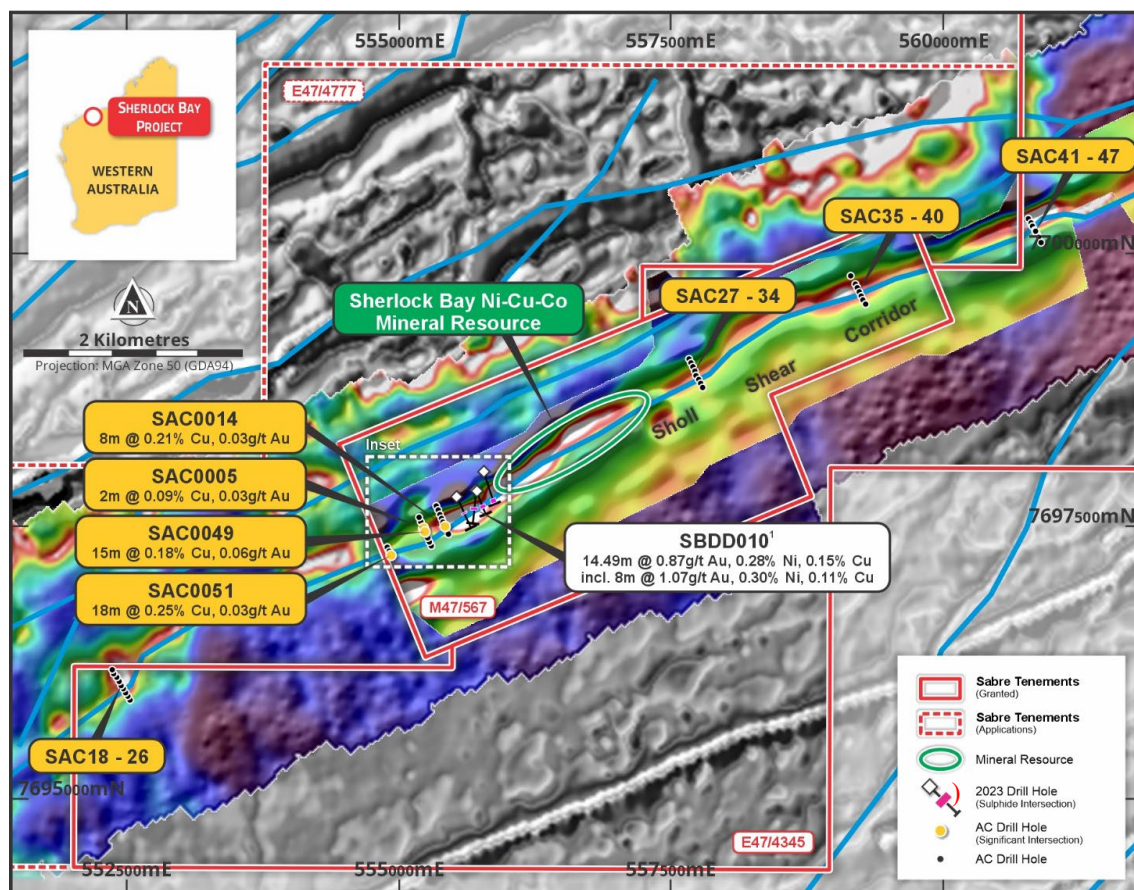 555000mE
557500mE
560000mE
SHERLOCK BAY
PROJECT
WESTERN
AUSTRALIA
E47/4777
SAC41 - 47
SAC35 - 40
7700000mN
N
2 Kilometres
Projection: MGA Zone 50 (GDA94)
Sherlock Bay Ni-Cu-Co
Mineral Resource
SAC27 - 34
Sholl Shear Corridor
SAC0014
8m @ 0.21% Cu, 0.03g/t Au
SAC0005
2m @ 0.09% Cu, 0.03g/t Au
SAC0049
15m @ 0.18% Cu, 0.06g/t Au
SAC0051
18m @ 0.25% Cu, 0.03g/t Au
Inset
7697500mN
SBDD010¹
14.49m @ 0.87g/t Au, 0.28% Ni, 0.15% Cu
incl. 8m @ 1.07g/t Au, 0.30% Ni, 0.11% Cu
M47/567
SAC18 - 26
7695000mN
E47/4345
552500mE
555000mE
557500mE
Sabre Tenements
(Granted)
Sabre Tenements
(Applications)
Mineral Resource
2023 Drill Hole
(Sulphide Intersection)
AC Drill Hole
(Significant Intersection)
AC Drill Hole